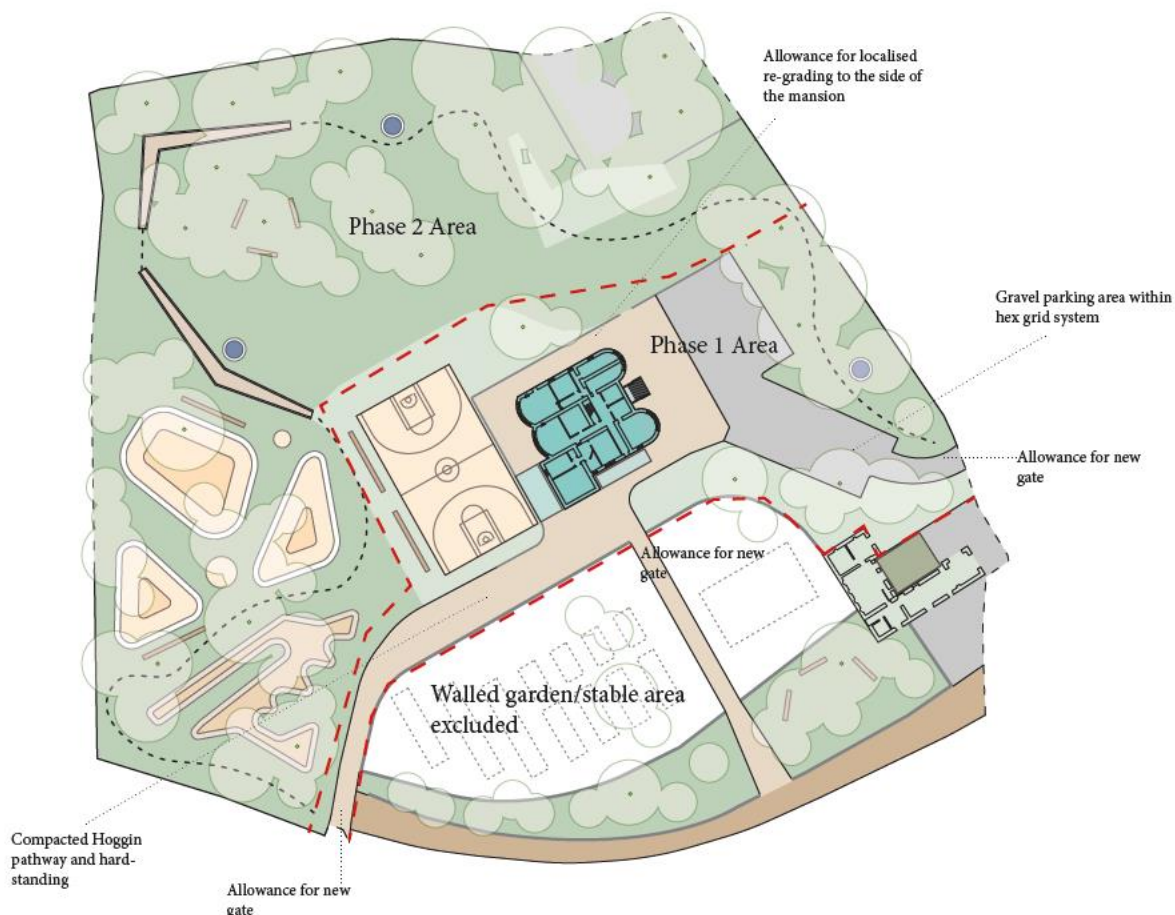 Allowance for localised
re-grading to the side of
the mansion
Phase 2 Area
Gravel parking area within
hex grid system
Phase 1 Area
Allowance for new
gate
Allowance for new
gate
Walled garden/stable area
excluded
Compacted Hoggin
pathway and hard-
standing
Allowance for new
gate